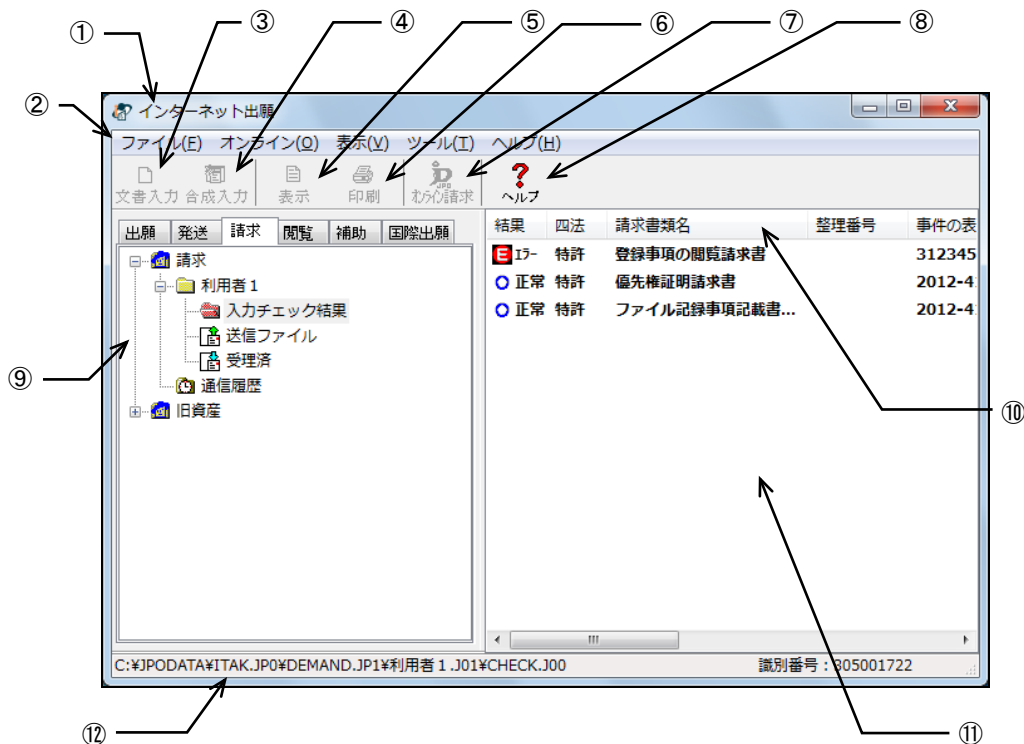 ① ③ ④ ⑤ ⑥ ⑦ ⑧
②
インターネット出願
ファイル(F) オンライン(O) 表示(V) ツール(T) ヘルプ(H)
文書入力 合成入力 表示 印刷 ｵﾝﾗｲﾝ請求 ヘルプ
出願 発送 請求 閲覧 補助 国際出願
請求
利用者１
入力チェック結果
送信ファイル
受理済
通信履歴
旧資産
結果 四法 請求書類名 整理番号 事件の表
E ｴﾗｰ 特許 登録事項の閲覧請求書 312345
正常 特許 優先権証明請求書 2012-4
正常 特許 ファイル記録事項記載書... 2012-4
⑨
⑩
C:¥JPODATA¥ITAK.JP0¥DEMAND.JP1¥利用者１.J01¥CHECK.J00 識別番号：305001722
⑫ ⑪